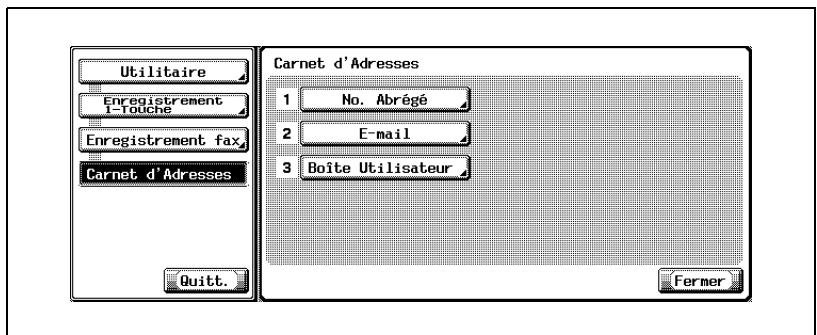 Utilitaire
Enregistrement
1-Touche
Enregistrement fax
Carnet d'Adresses
Quitt.
Carnet d'Adresses
1 No. Abrégé
2 E-mail
3 Boîte Utilisateur
Fermer